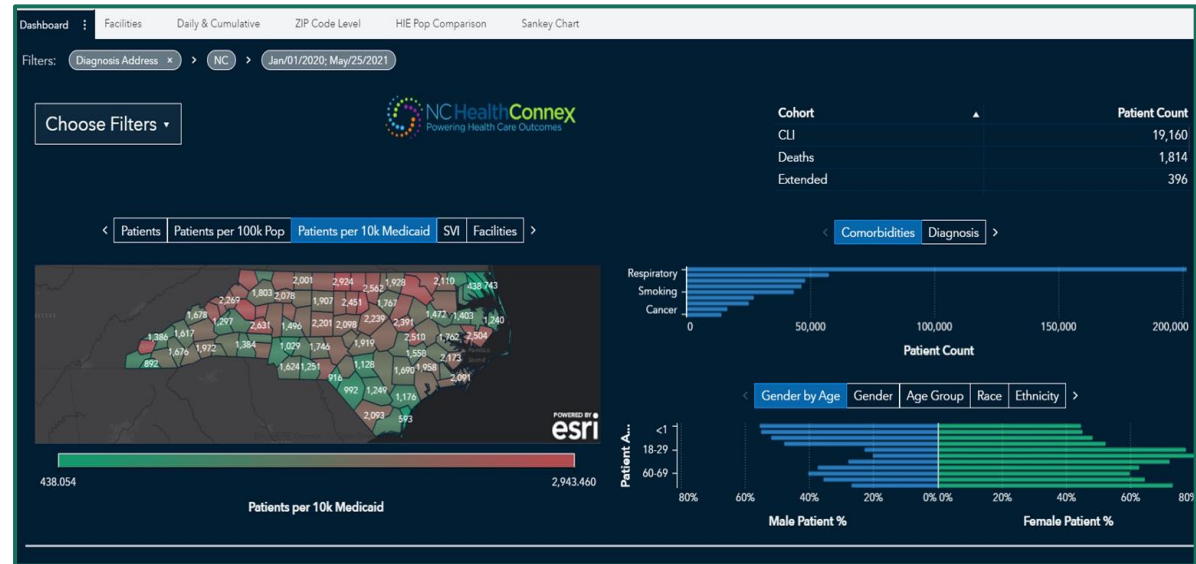 Dashboard ⋮ Facilities Daily & Cumulative ZIP Code Level HIE Pop Comparison Sankey Chart
Filters: Diagnosis Address × > NC > Jan/01/2020; May/25/2021
Choose Filters ▾
NC HealthConnex
Powering Health Care Outcomes
Cohort ▲ Patient Count
CLI 19,160
Deaths 1,814
Extended 396
< Patients Patients per 100k Pop Patients per 10k Medicaid SVI Facilities >
2,001 2,924 2,562 1,928 2,110 438 743
2,269 1,803 2,078 1,907 2,451 1,767
1,678 1,297 2,631 1,496 2,201 2,098 2,239 2,391 1,472 1,403 1,240
1,386 1,617 1,676 1,972 1,384 1,029 1,746 1,919 2,510 1,762 2,504
892 1,624 1,251 1,128 1,558 2,173
916 1,690 1,958 2,091
992 1,249 1,176
2,093 593
POWERED BY
esri
438.054 2,943.460
Patients per 10k Medicaid
< Comorbidities Diagnosis >
Respiratory
Smoking
Cancer
0 50,000 100,000 150,000 200,000
Patient Count
< Gender by Age Gender Age Group Race Ethnicity >
Patient A...
<1
18-29
60-69
80% 60% 40% 20% 0% 0% 20% 40% 60% 80%
Male Patient % Female Patient %